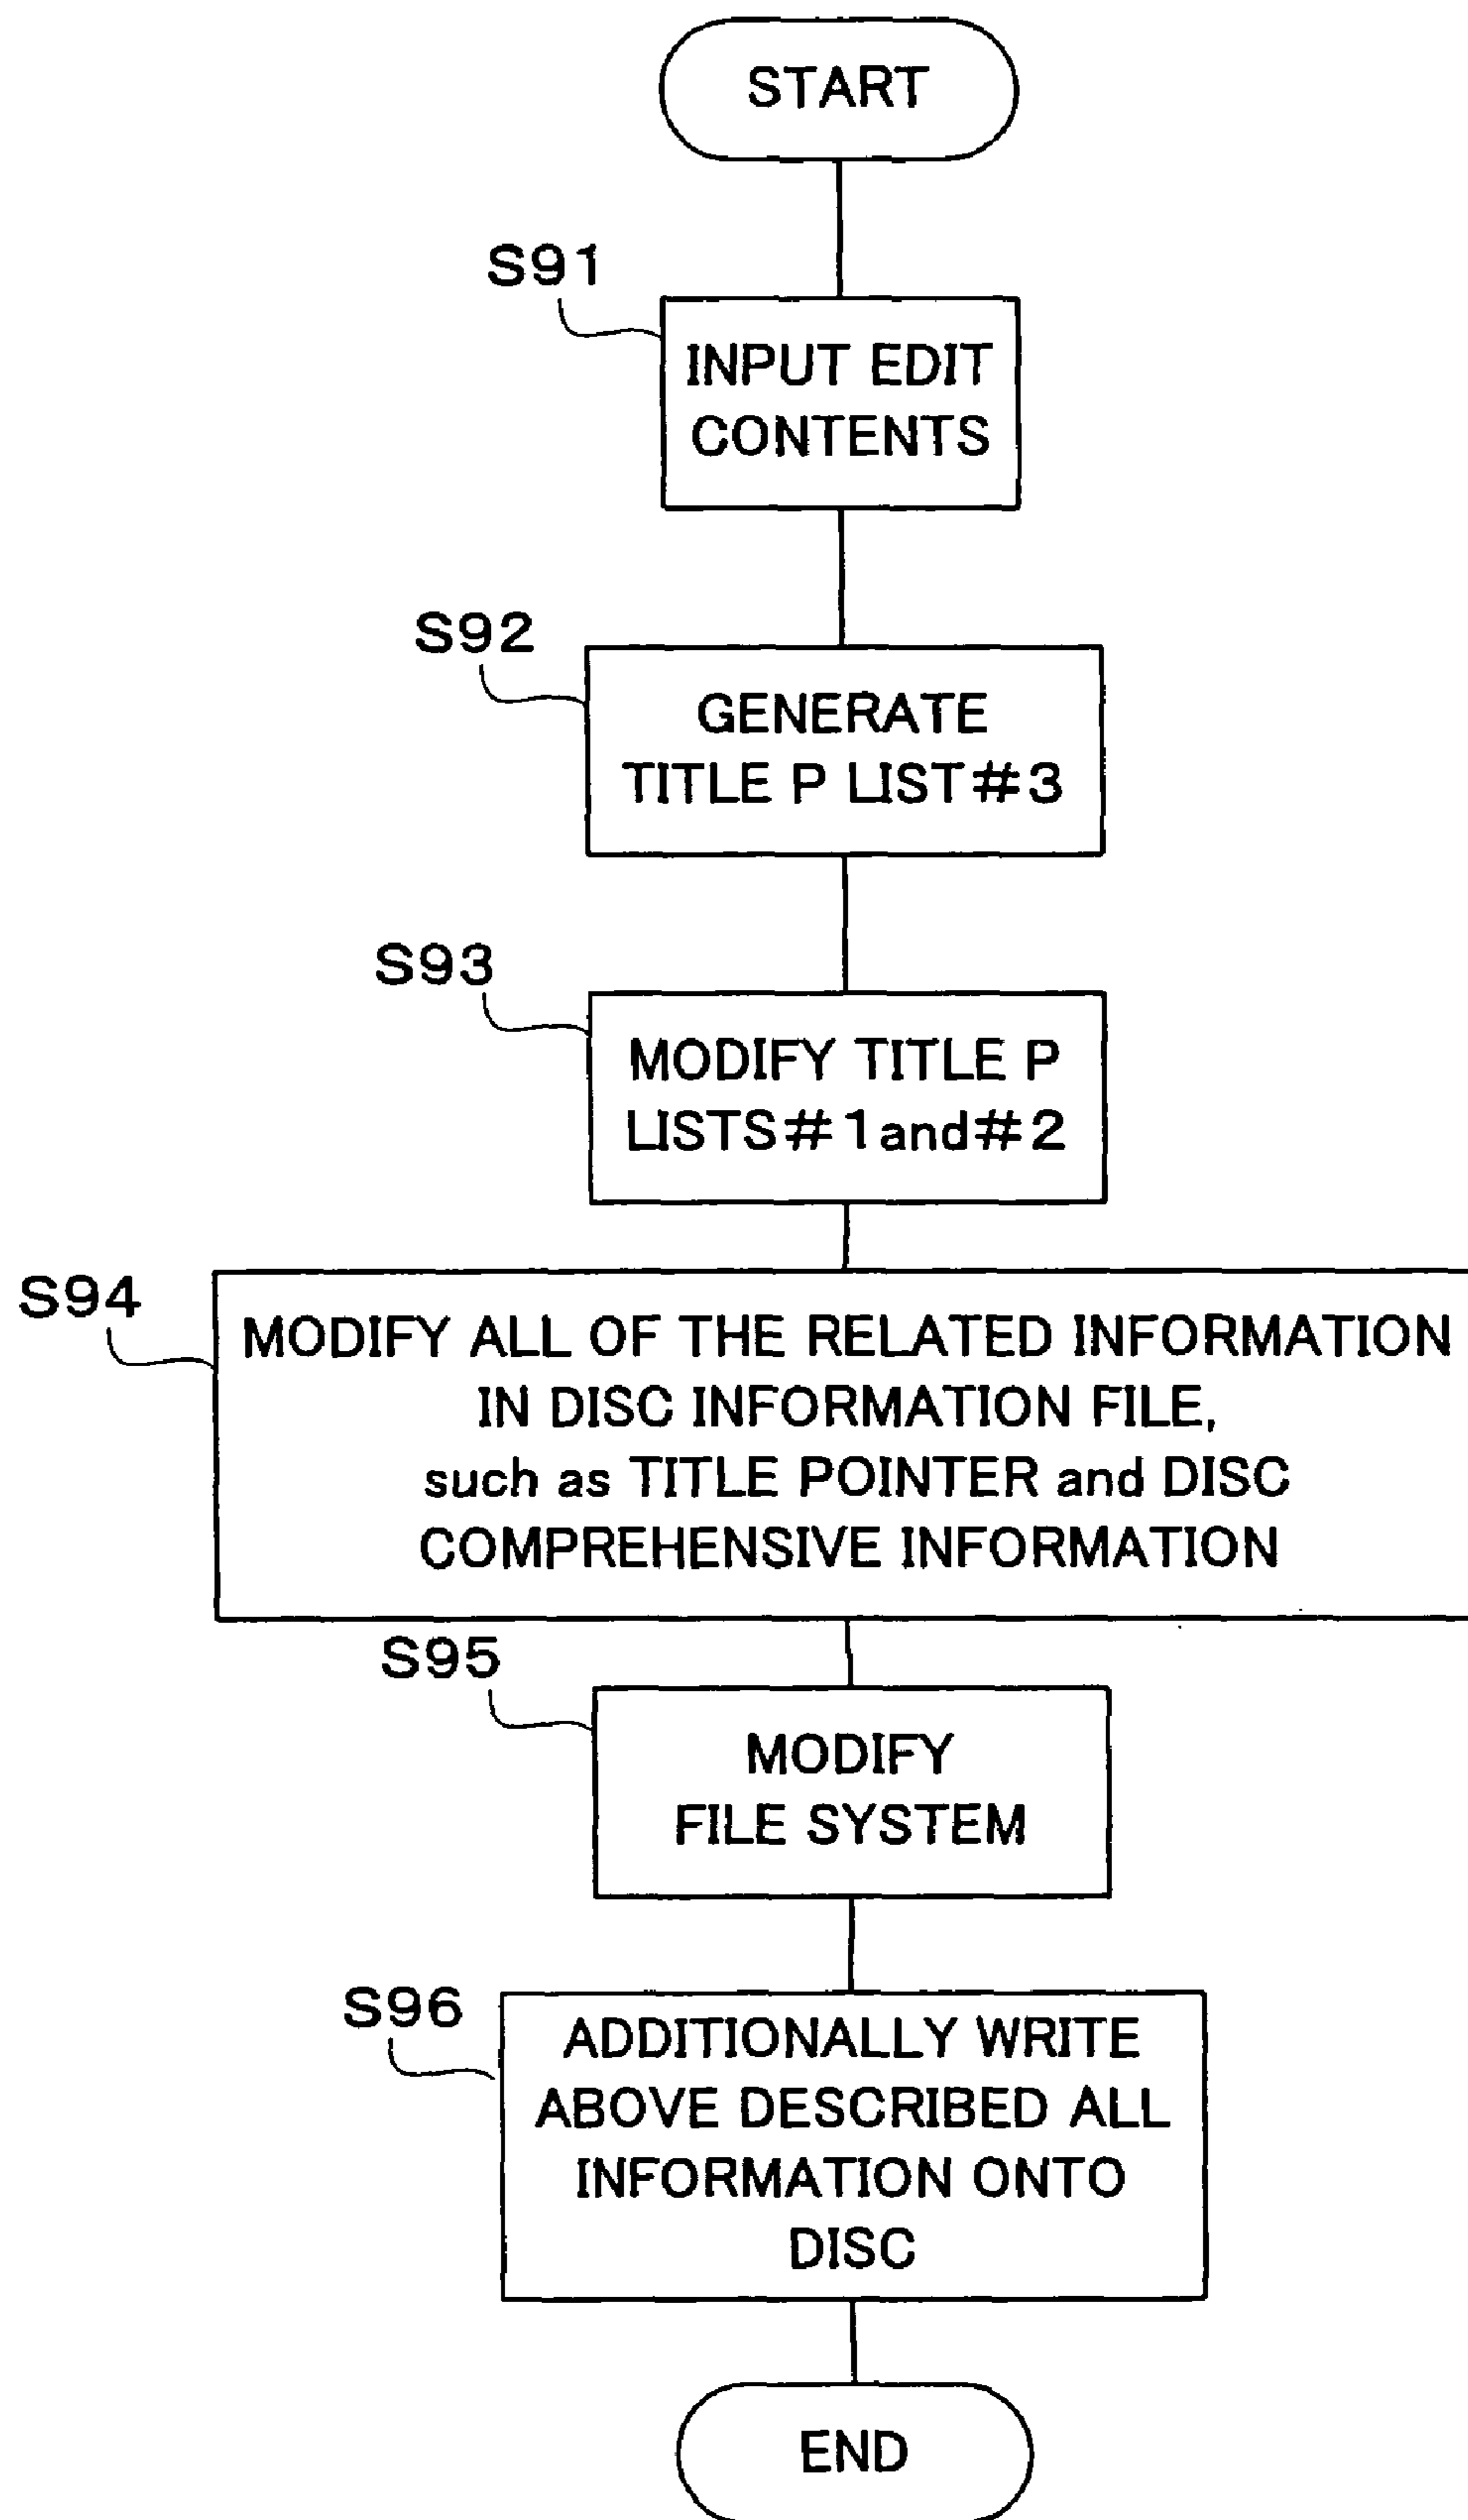 START
S91
INPUT EDIT
CONTENTS
S92
GENERATE
TITLE P LIST#3
S93
MODIFY TITLE P
LISTS#1and#2
S94
MODIFY ALL OF THE RELATED INFORMATION
IN DISC INFORMATION FILE,
such as TITLE POINTER and DISC
COMPREHENSIVE INFORMATION
S95
MODIFY
FILE SYSTEM
S96
ADDITIONALLY WRITE
ABOVE DESCRIBED ALL
INFORMATION ONTO
DISC
END